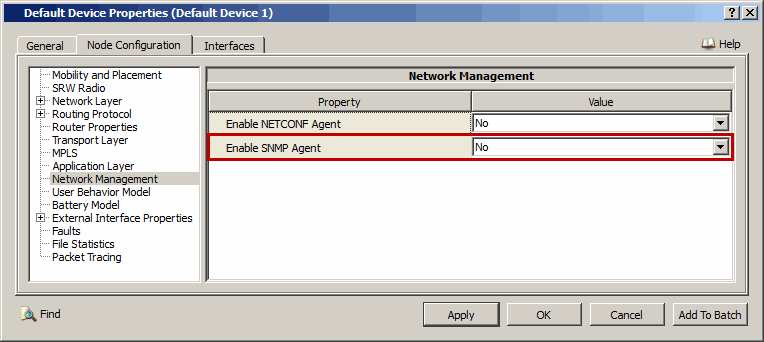 Default Device Properties (Default Device 1)
General Node Configuration Interfaces Help
Mobility and Placement
SRW Radio
Network Layer
Routing Protocol
Router Properties
Transport Layer
MPLS
Application Layer
Network Management
User Behavior Model
Battery Model
External Interface Properties
Faults
File Statistics
Packet Tracing
Network Management
Property Value
Enable NETCONF Agent No
Enable SNMP Agent No
Find Apply OK Cancel Add To Batch